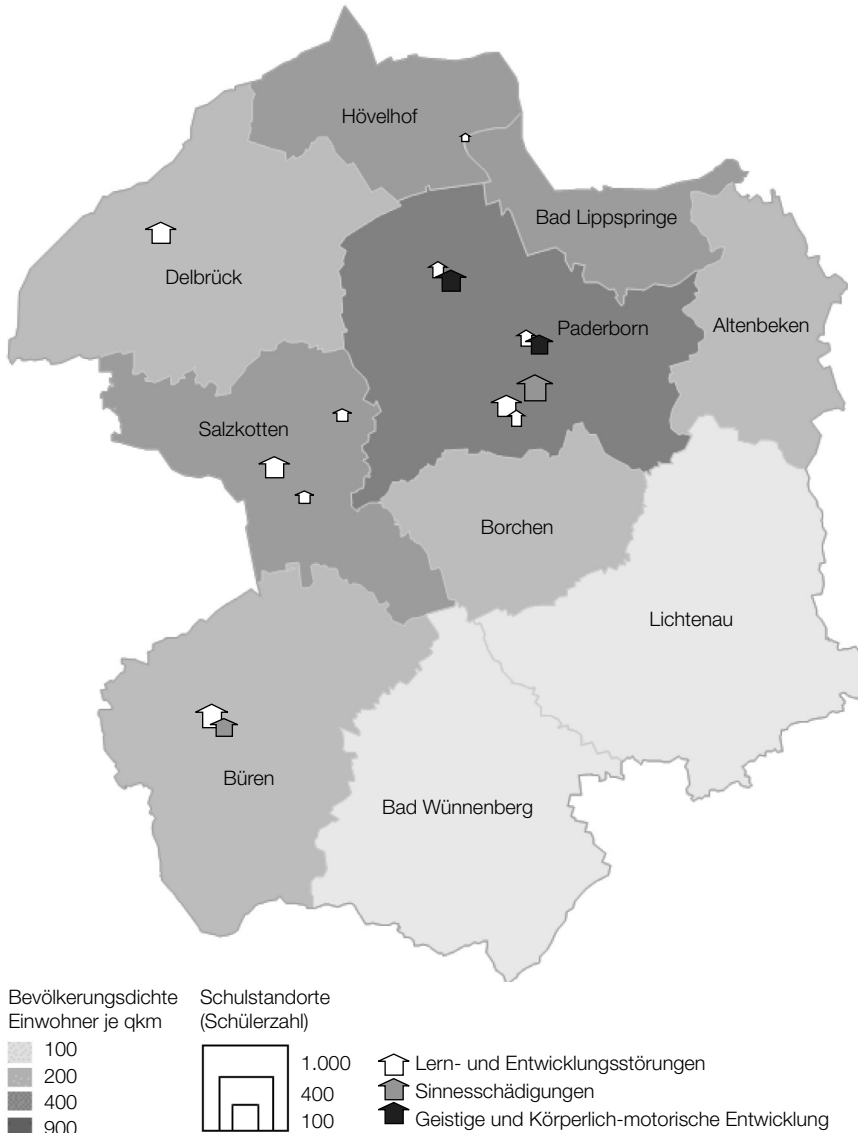 Hövelhof
Bad Lippspringe
Delbrück
Paderborn
Altenbeken
Salzkotten
Borchen
Lichtenau
Büren
Bad Wünnenberg
Bevölkerungsdichte
Einwohner je qkm
100
200
400
900
Schulstandorte
(Schülerzahl)
1.000
400
100
Lern- und Entwicklungsstörungen
Sinnesschädigungen
Geistige und Körperlich-motorische Entwicklung